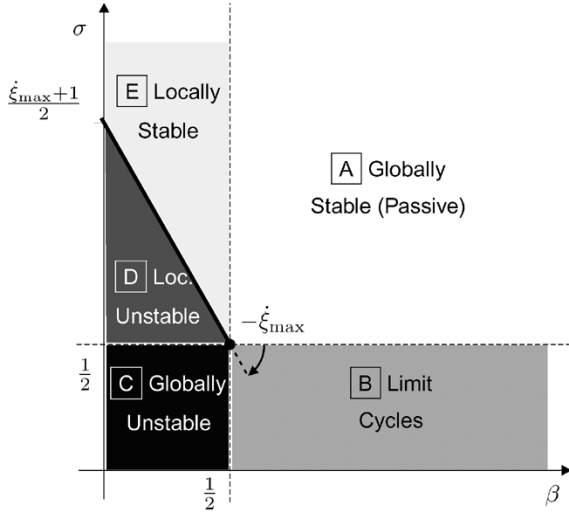 σ
E Locally
Stable
ξ̇max+1
2
A Globally
Stable (Passive)
D Loc.
Unstable
−ξ̇max
1
2
C Globally
Unstable
B Limit
Cycles
1
2
β